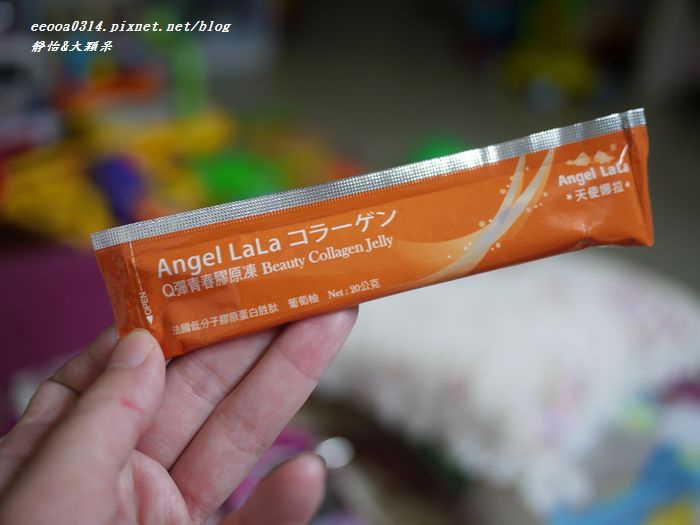 eeooa0314.pixnet.net/blog
靜怡&大顆呆
Angel LaLa
★天使娜拉★
Angel LaLa コラーゲン
Q彈青春膠原凍 Beauty Collagen Jelly
OPEN
法國低分子膠原蛋白胜肽 葡萄柚 Net : 20公克